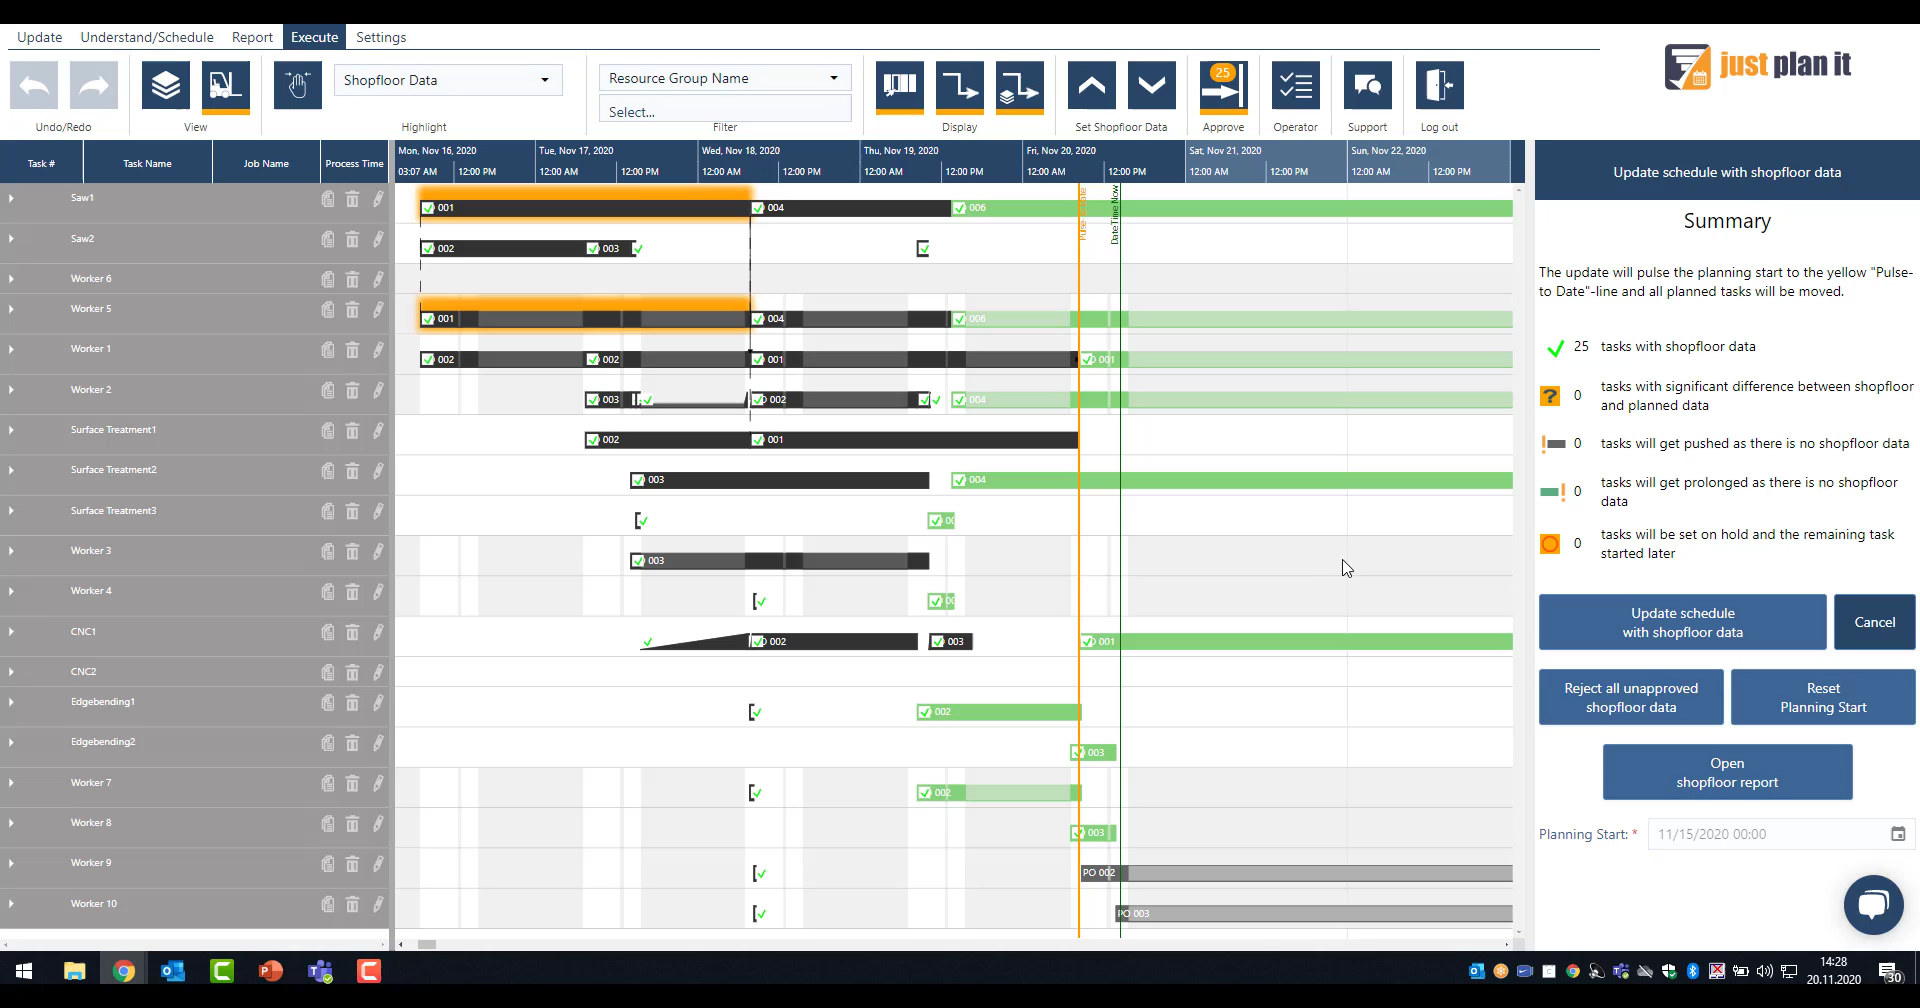 Update Understand/Schedule Report Execute Settings
just plan it
Shopfloor Data
Resource Group Name
Select...
25
Undo/Redo View Highlight Filter Display Set Shopfloor Data Approve Operator Support Log out
Task # Task Name Job Name Process Time
Mon, Nov 16, 2020 Tue, Nov 17, 2020 Wed, Nov 18, 2020 Thu, Nov 19, 2020 Fri, Nov 20, 2020 Sat, Nov 21, 2020 Sun, Nov 22, 2020
03:07 AM 12:00 PM 12:00 AM 12:00 PM 12:00 AM 12:00 PM 12:00 AM 12:00 PM 12:00 AM 12:00 PM 12:00 AM 12:00 PM 12:00 AM 12:00 PM
DateTime Now
Saw1 001 004 006
Saw2 002 003
Worker 6
Worker 5 001 004 006
Worker 1 002 002 001 001
Worker 2 003 002 004
Surface Treatment1 002 001
Surface Treatment2 003 004
Surface Treatment3
Worker 3 003
Worker 4
CNC1 002 003 001
CNC2
Edgebending1 002
Edgebending2 003
Worker 7 002
Worker 8 003
Worker 9 PO 002
Worker 10 PO 003
Update schedule with shopfloor data
Summary
The update will pulse the planning start to the yellow "Pulse-
to Date"-line and all planned tasks will be moved.
25 tasks with shopfloor data
? 0 tasks with significant difference between shopfloor
and planned data
! 0 tasks will get pushed as there is no shopfloor data
! 0 tasks will get prolonged as there is no shopfloor
data
0 tasks will be set on hold and the remaining task
started later
Update schedule
with shopfloor data
Cancel
Reject all unapproved
shopfloor data
Reset
Planning Start
Open
shopfloor report
Planning Start: * 11/15/2020 00:00
14:28
20.11.2020
30